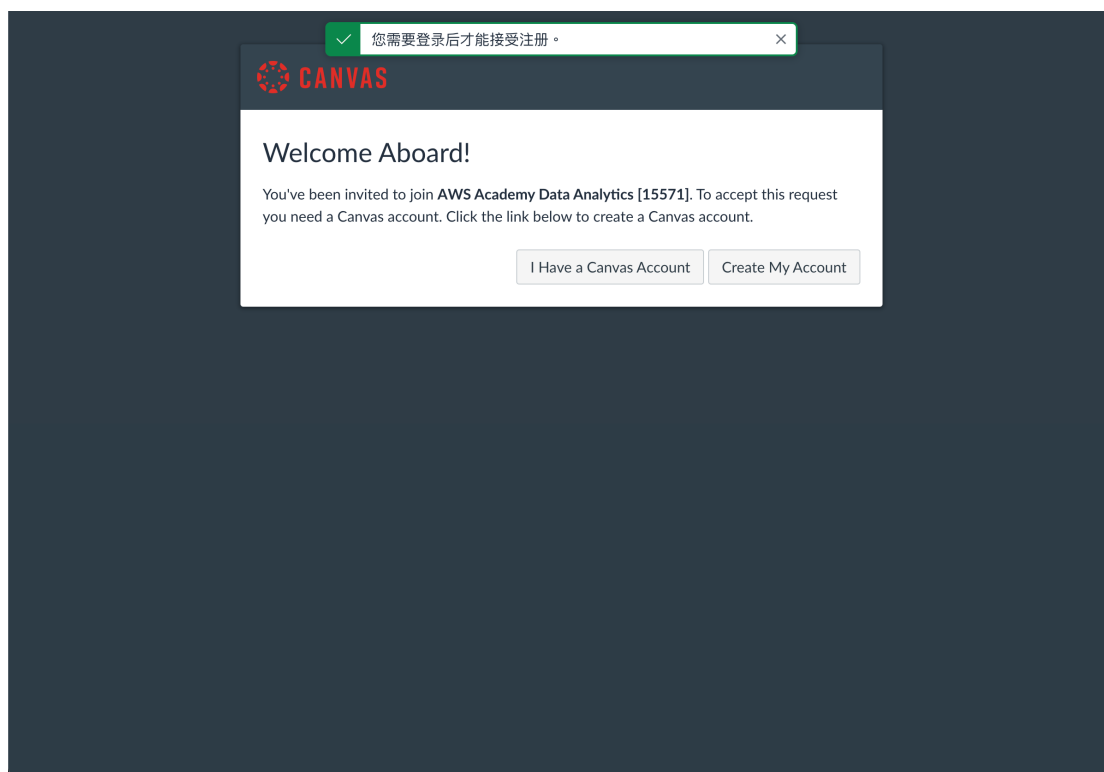 您需要登录后才能接受注册。
CANVAS
Welcome Aboard!
You've been invited to join AWS Academy Data Analytics [15571]. To accept this request
you need a Canvas account. Click the link below to create a Canvas account.
I Have a Canvas Account
Create My Account